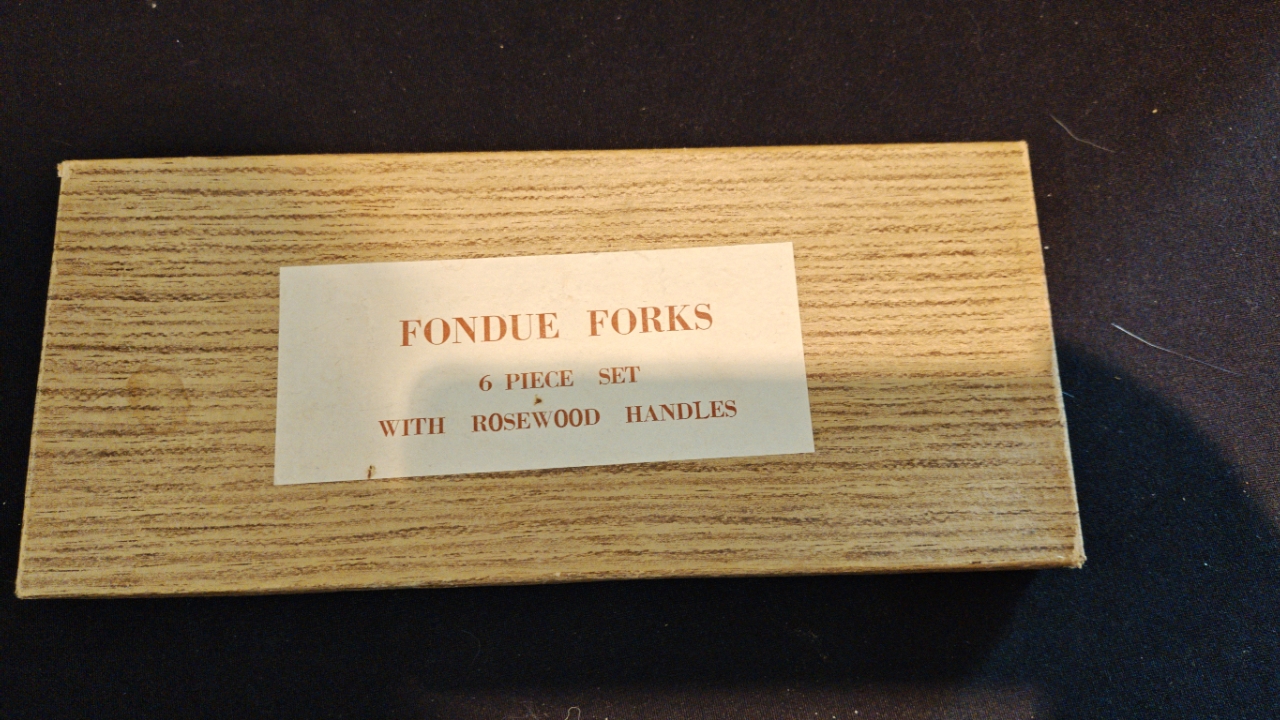 FONDUE FORKS
6 PIECE SET
WITH ROSEWOOD HANDLES